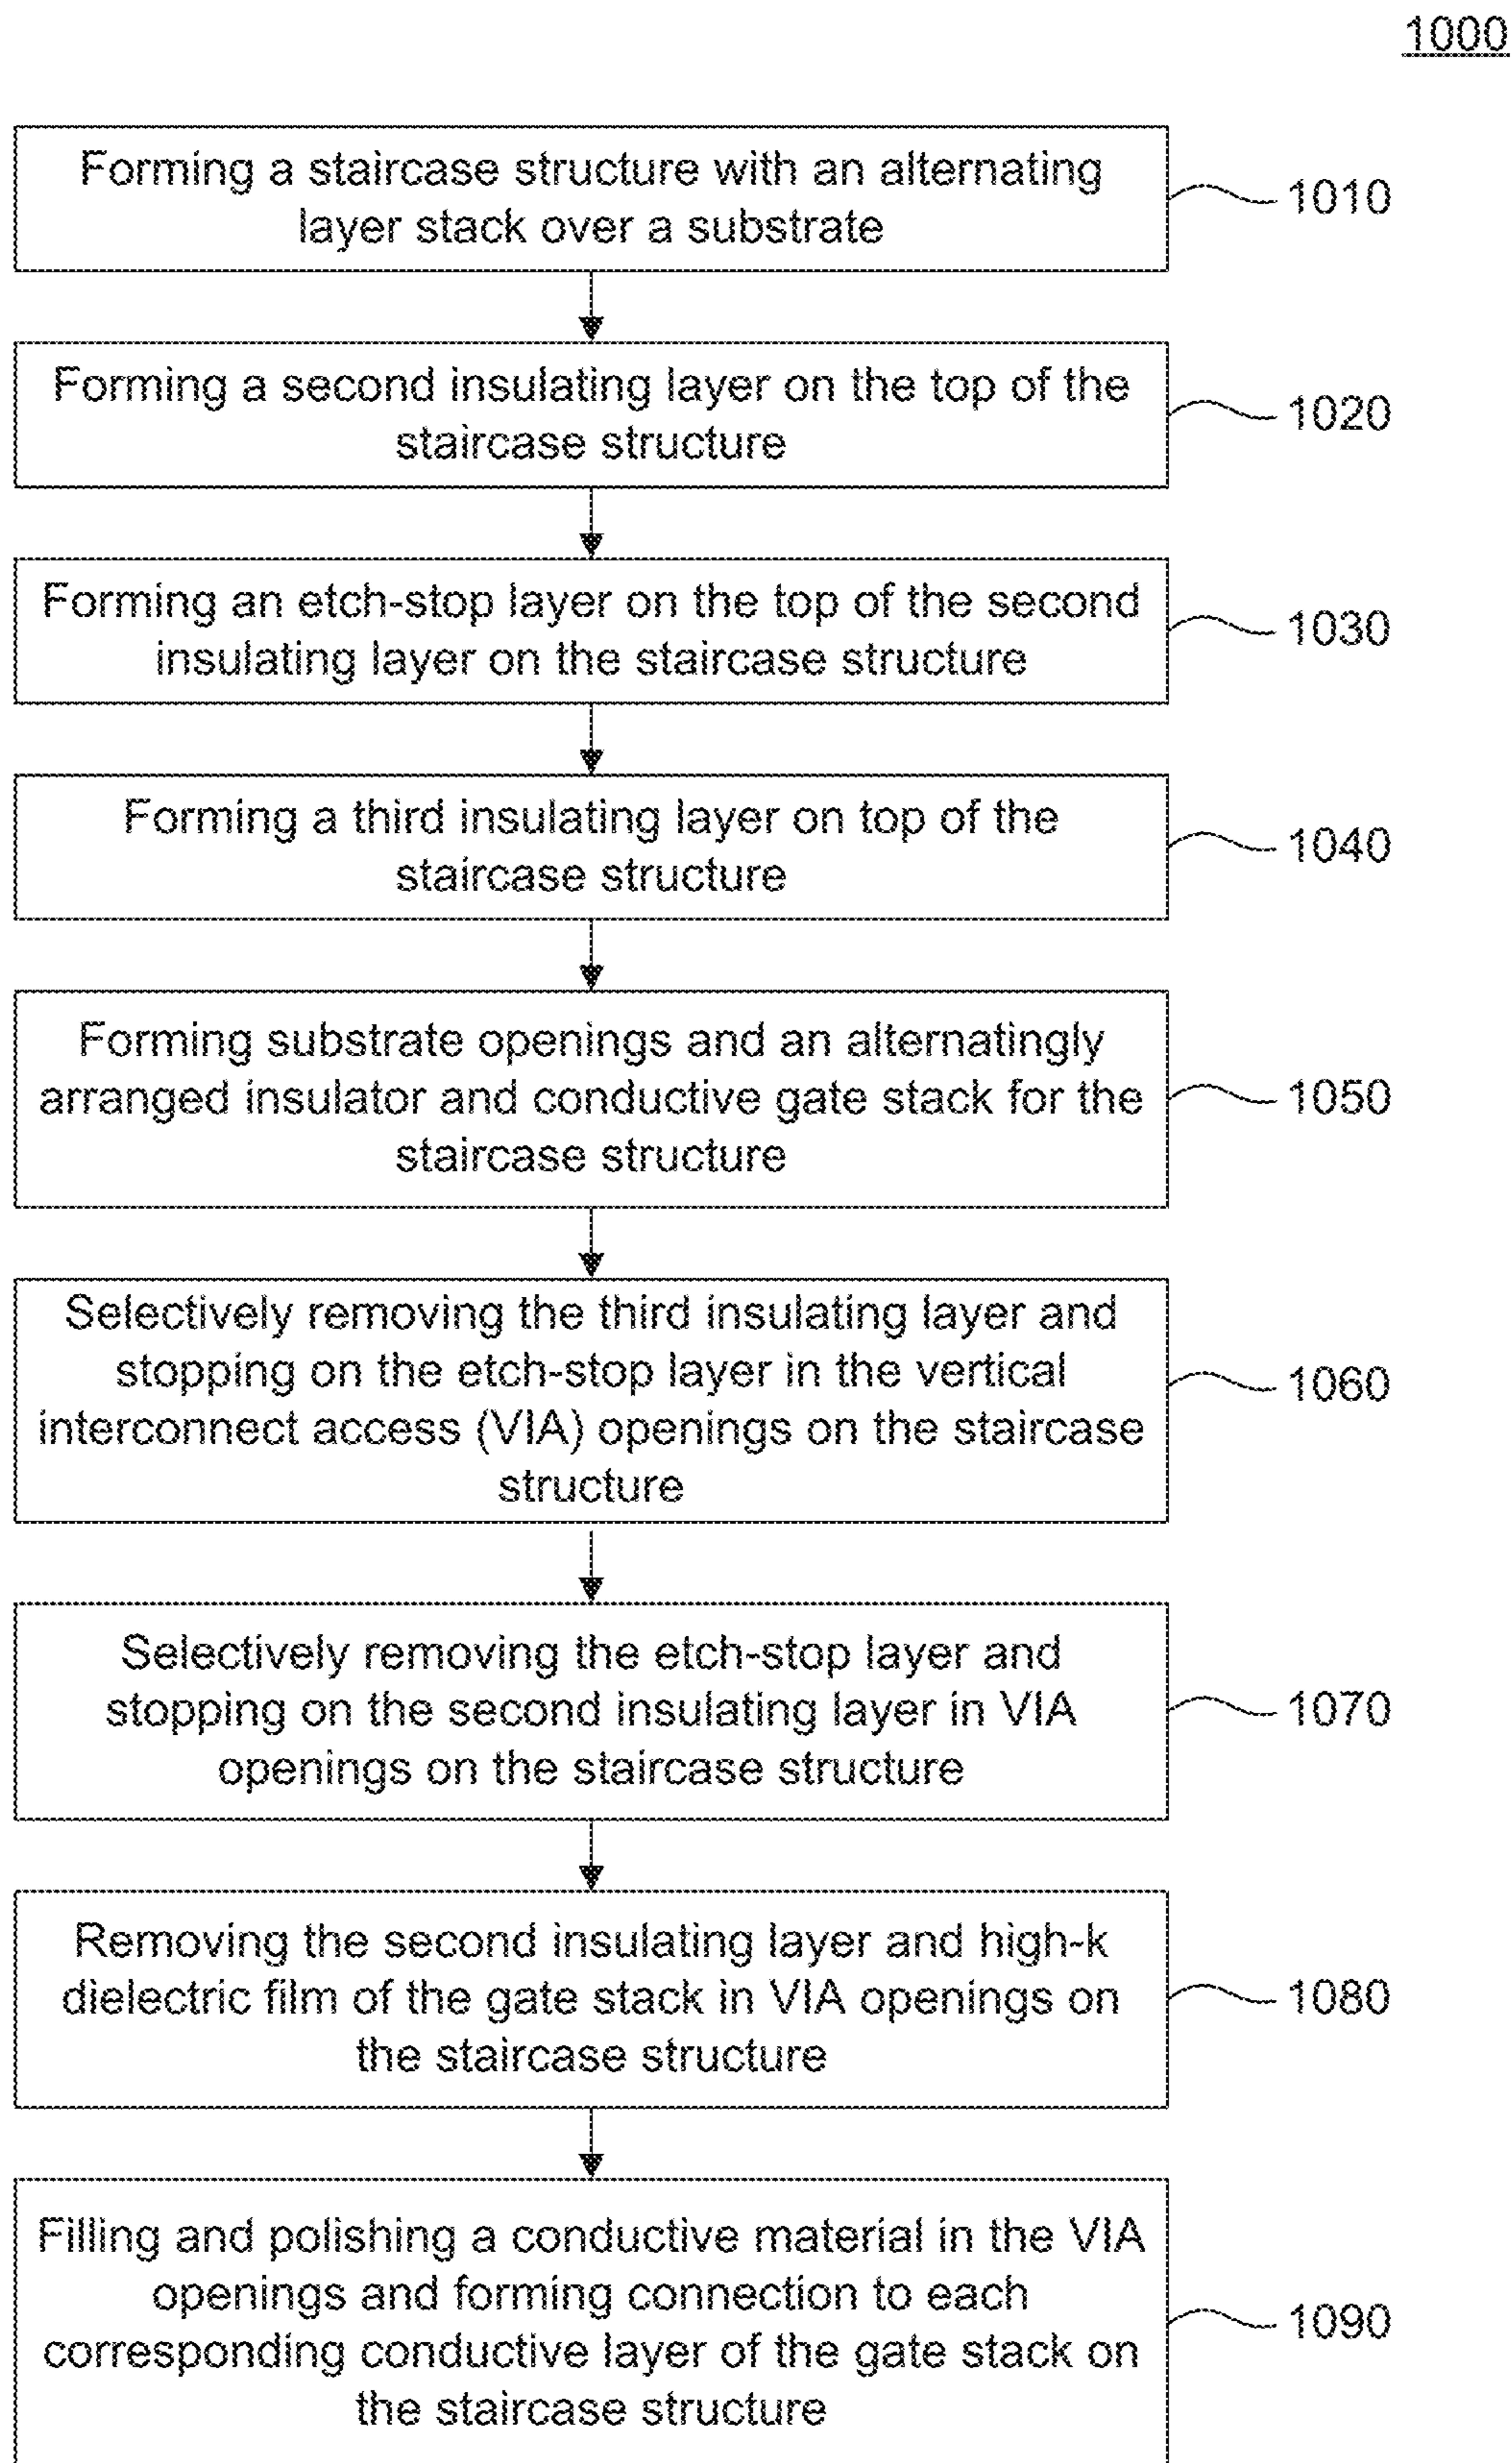 1000
Forming a staircase structure with an alternating
layer stack over a substrate
1010
Forming a second insulating layer on the top of the
staircase structure
1020
Forming an etch-stop layer on the top of the second
insulating layer on the staircase structure
1030
Forming a third insulating layer on top of the
staircase structure
1040
Forming substrate openings and an alternatingly
arranged insulator and conductive gate stack for the
staircase structure
1050
Selectively removing the third insulating layer and
stopping on the etch-stop layer in the vertical
interconnect access (VIA) openings on the staircase
structure
1060
Selectively removing the etch-stop layer and
stopping on the second insulating layer in VIA
openings on the staircase structure
1070
Removing the second insulating layer and high-k
dielectric film of the gate stack in VIA openings on
the staircase structure
1080
Filling and polishing a conductive material in the VIA
openings and forming connection to each
corresponding conductive layer of the gate stack on
the staircase structure
1090